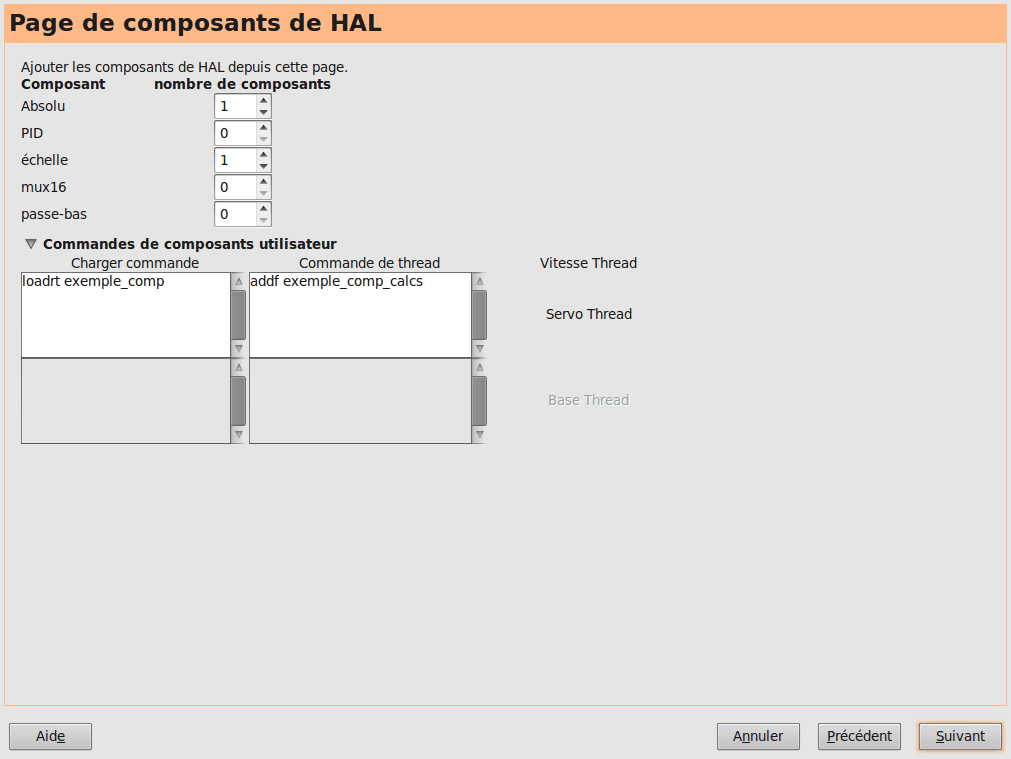 Page de composants de HAL
Ajouter les composants de HAL depuis cette page.
Composant nombre de composants
Absolu 1
PID 0
échelle 1
mux16 0
passe-bas 0
Commandes de composants utilisateur
Charger commande Commande de thread Vitesse Thread
loadrt exemple_comp addf exemple_comp_calcs
Servo Thread
Base Thread
Aide Annuler Précédent Suivant